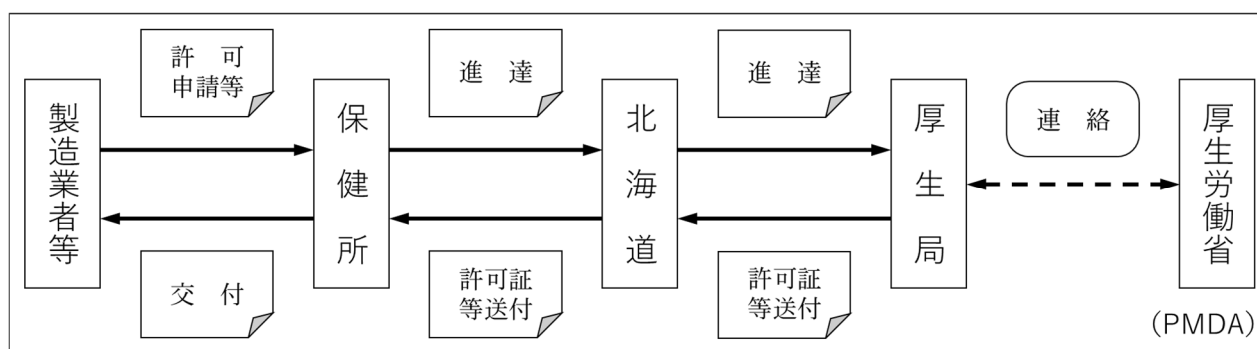 許可
申請等
進達
進達
連絡
製造業者等
保健所
北海道
厚生局
厚生労働省
交付
許可証
等送付
許可証
等送付
(PMDA)